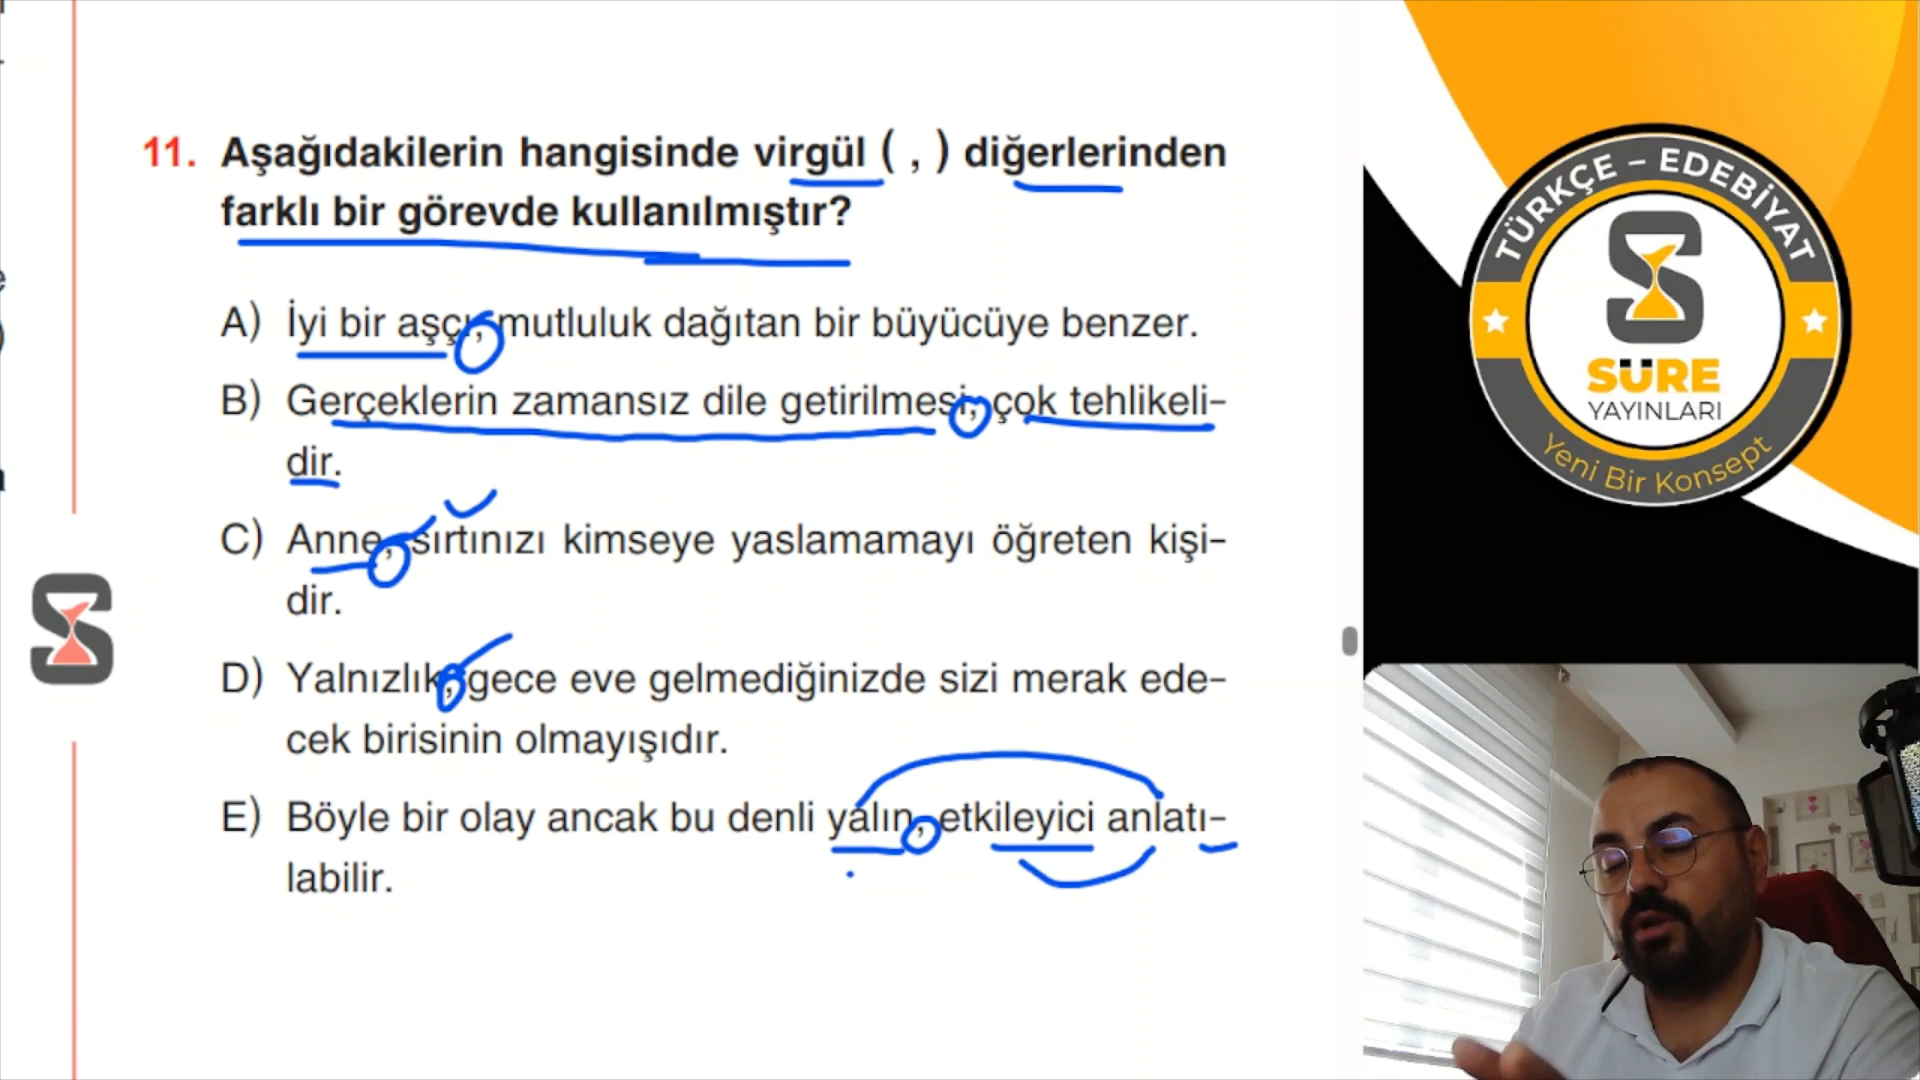 11. Aşağıdakilerin hangisinde virgül ( , ) diğerlerinden
farklı bir görevde kullanılmıştır?
A) İyi bir aşçı, mutluluk dağıtan bir büyücüye benzer.
B) Gerçeklerin zamansız dile getirilmesi, çok tehlikeli-
dir.
C) Anne, sırtınızı kimseye yaslamamayı öğreten kişi-
dir.
D) Yalnızlık, gece eve gelmediğinizde sizi merak ede-
cek birisinin olmayışıdır.
E) Böyle bir olay ancak bu denli yalın, etkileyici anlatı-
labilir.
TÜRKÇE – EDEBİYAT
SÜRE
YAYINLARI
Yeni Bir Konsept